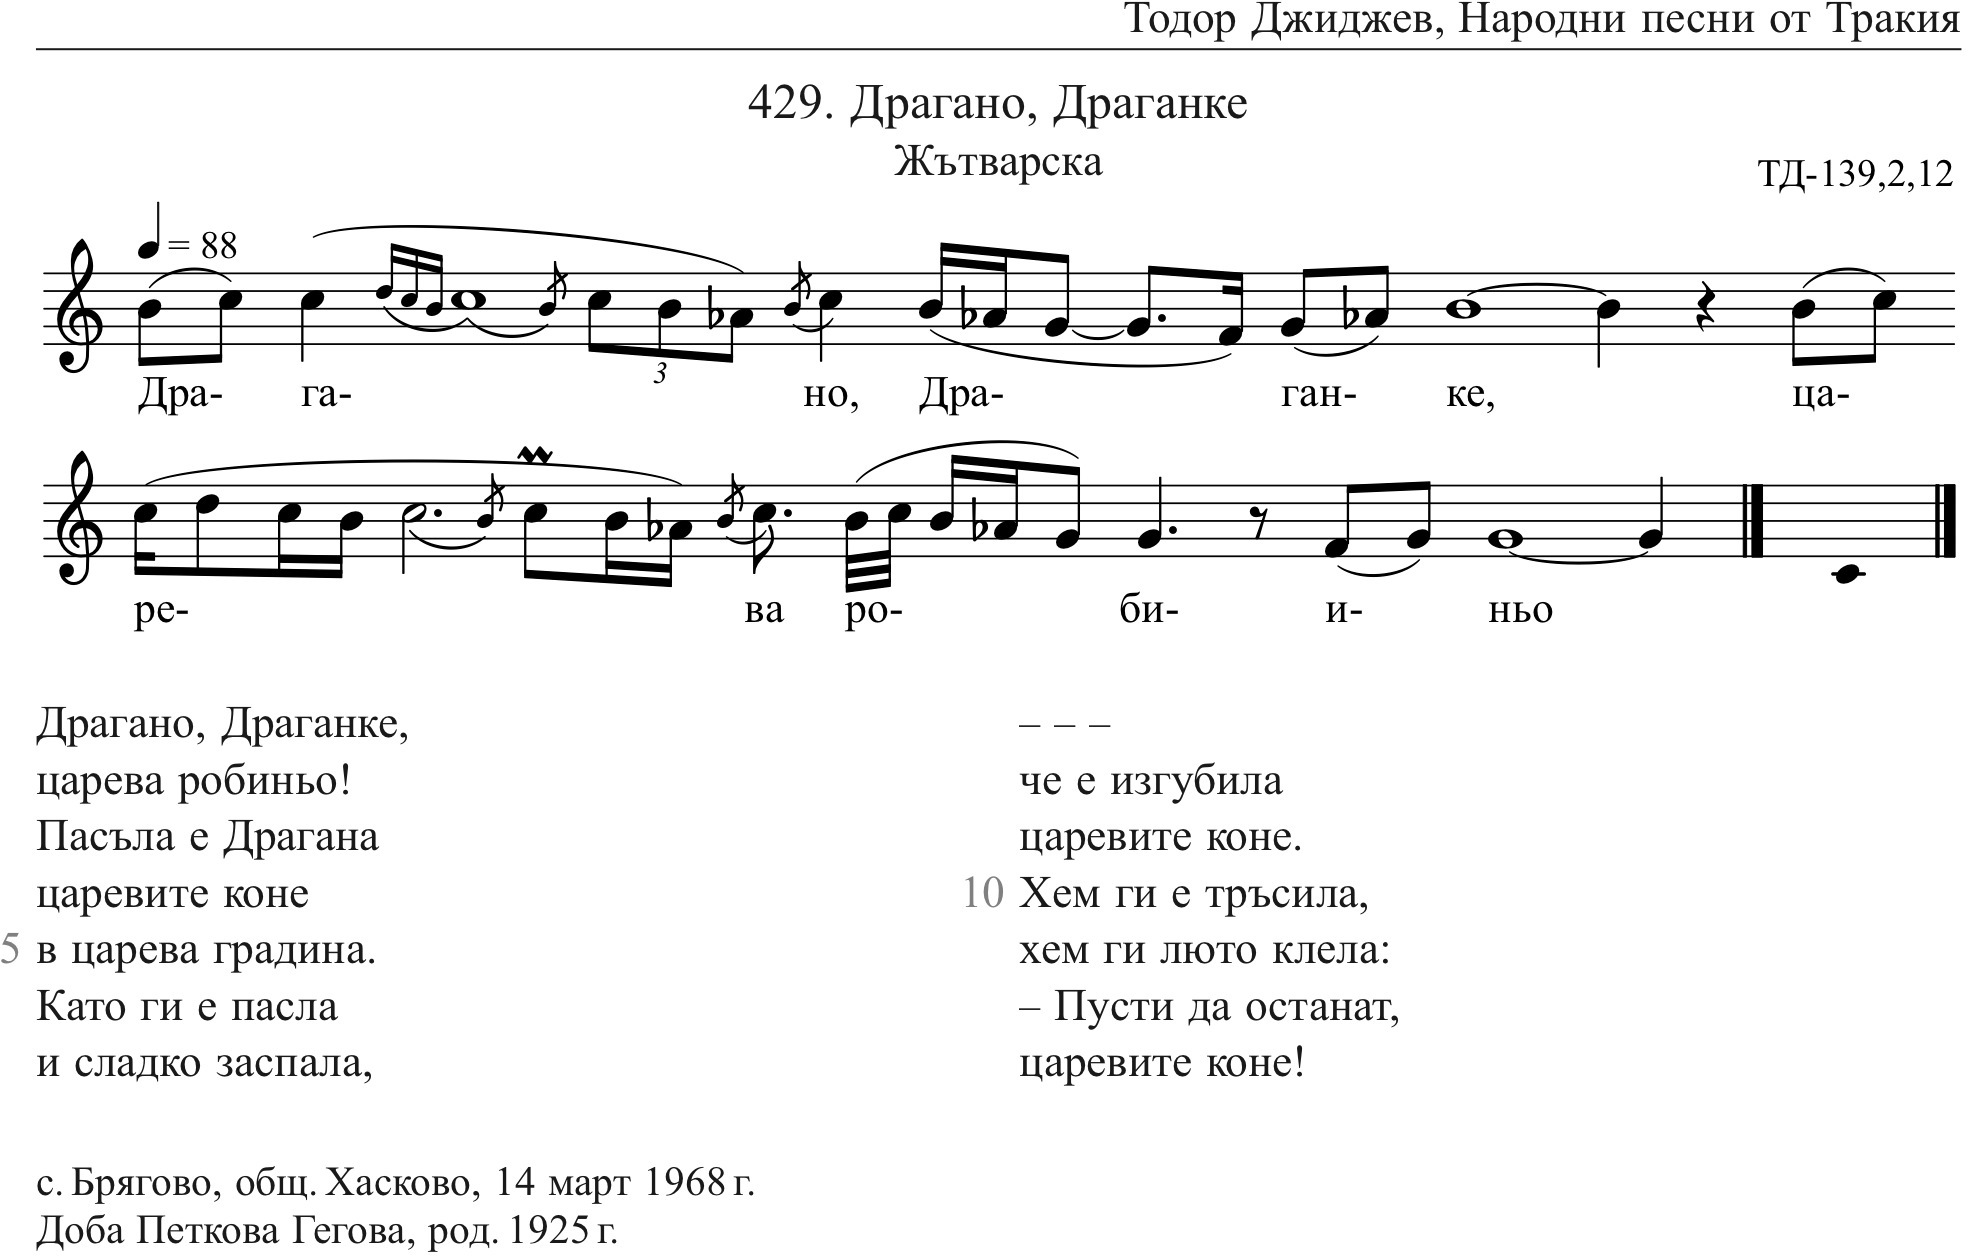 Тодор Джиджев, Народни песни от Тракия
429. Драгано, Драганке
Жътварска
ТД-139,2,12
= 88
3
Дра- га- но, Дра- ган- ке, ца-
ре- ва ро- би- и- ньо
Драгано, Драганке,
царева робиньо!
Пасъла е Драгана
царевите коне
5 в царева градина.
Като ги е пасла
и сладко заспала,
– – –
че е изгубила
царевите коне.
10 Хем ги е тръсила,
хем ги люто клела:
– Пусти да останат,
царевите коне!
с. Брягово, общ. Хасково, 14 март 1968 г.
Доба Петкова Гегова, род. 1925 г.